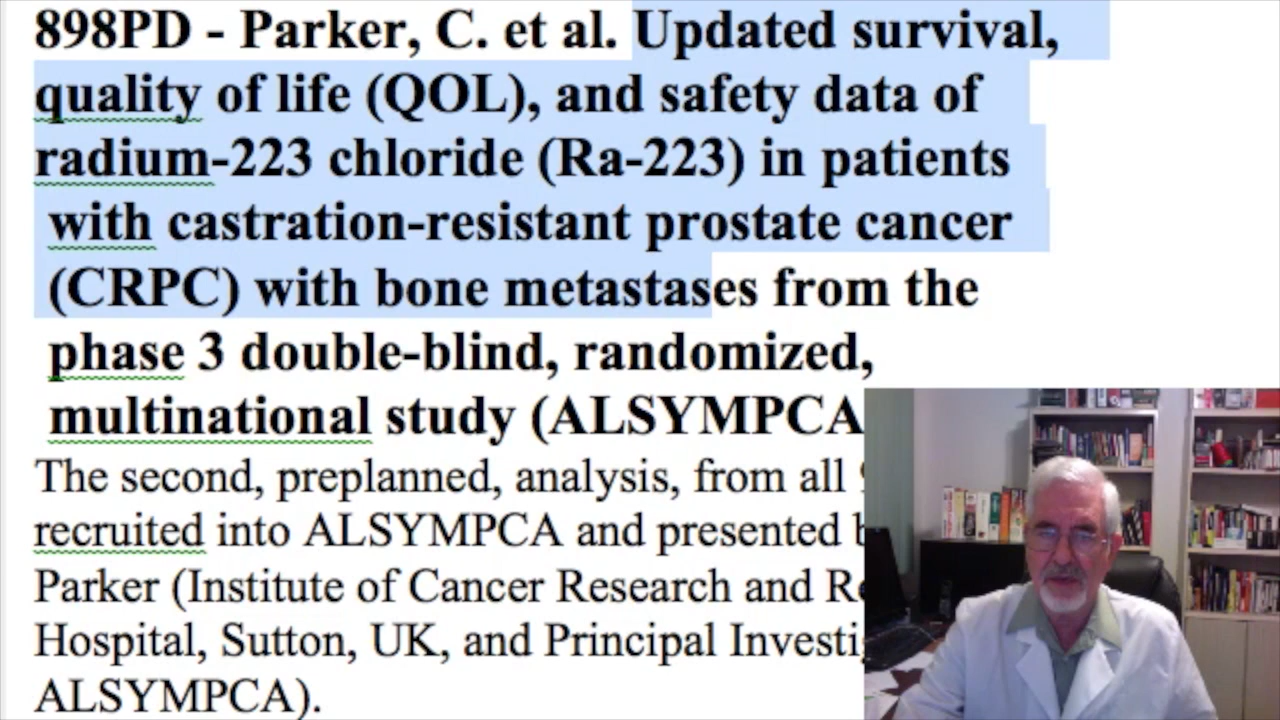 898PD - Parker, C. et al. Updated survival,
quality of life (QOL), and safety data of
radium-223 chloride (Ra-223) in patients
with castration-resistant prostate cancer
(CRPC) with bone metastases from the
phase 3 double-blind, randomized,
multinational study (ALSYMPCA
The second, preplanned, analysis, from all
recruited into ALSYMPCA and presented
Parker (Institute of Cancer Research and
Hospital, Sutton, UK, and Principal
ALSYMPCA).